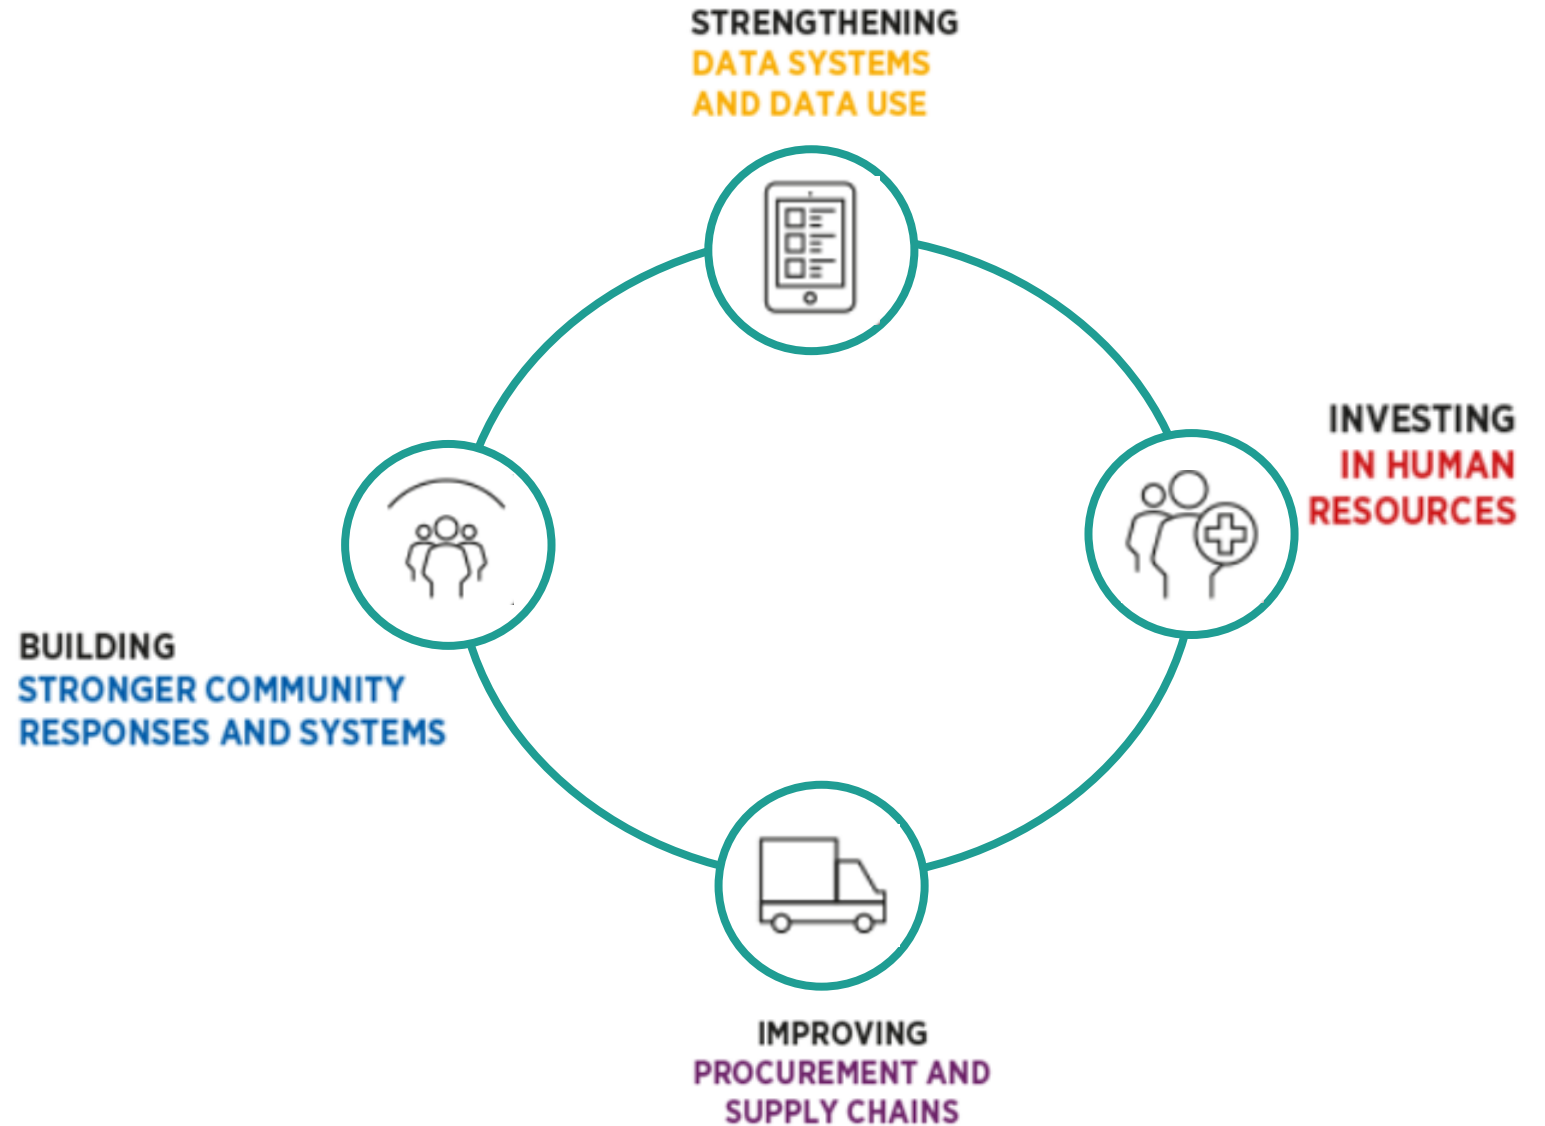 STRENGTHENING
DATA SYSTEMS
AND DATA USE
INVESTING
IN HUMAN
RESOURCES
BUILDING
STRONGER COMMUNITY
RESPONSES AND SYSTEMS
IMPROVING
PROCUREMENT AND
SUPPLY CHAINS